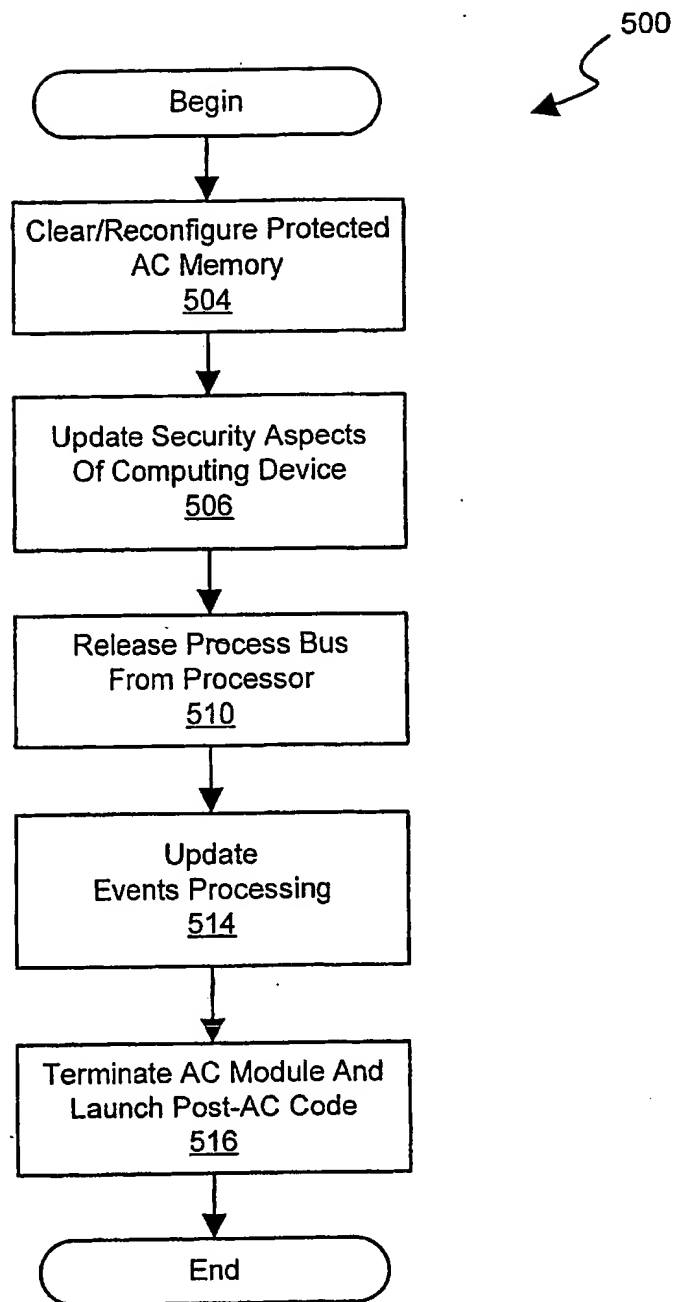 500
Begin
Clear/Reconfigure Protected
AC Memory
504
Update Security Aspects
Of Computing Device
506
Release Process Bus
From Processor
510
Update
Events Processing
514
Terminate AC Module And
Launch Post-AC Code
516
End